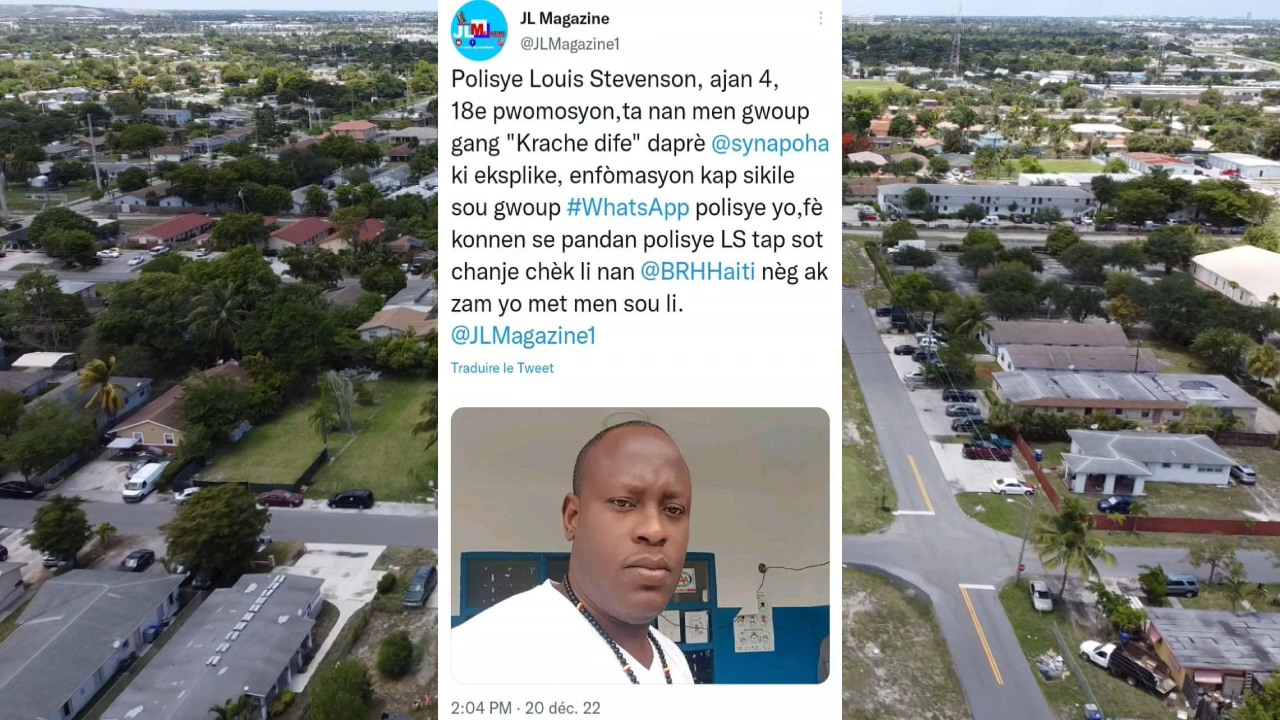 JL Magazine
@JLMagazine1
Polisye Louis Stevenson, ajan 4,
18e pwomosyon,ta nan men gwoup
gang "Krache dife" daprè @synapoha
ki eksplike, enfòmasyon kap sikile
sou gwoup #WhatsApp polisye yo,fè
konnen se pandan polisye LS tap sot
chanje chèk li nan @BRHHaiti nèg ak
zam yo met men sou li.
@JLMagazine1
Traduire le Tweet
2:04 PM · 20 déc. 22